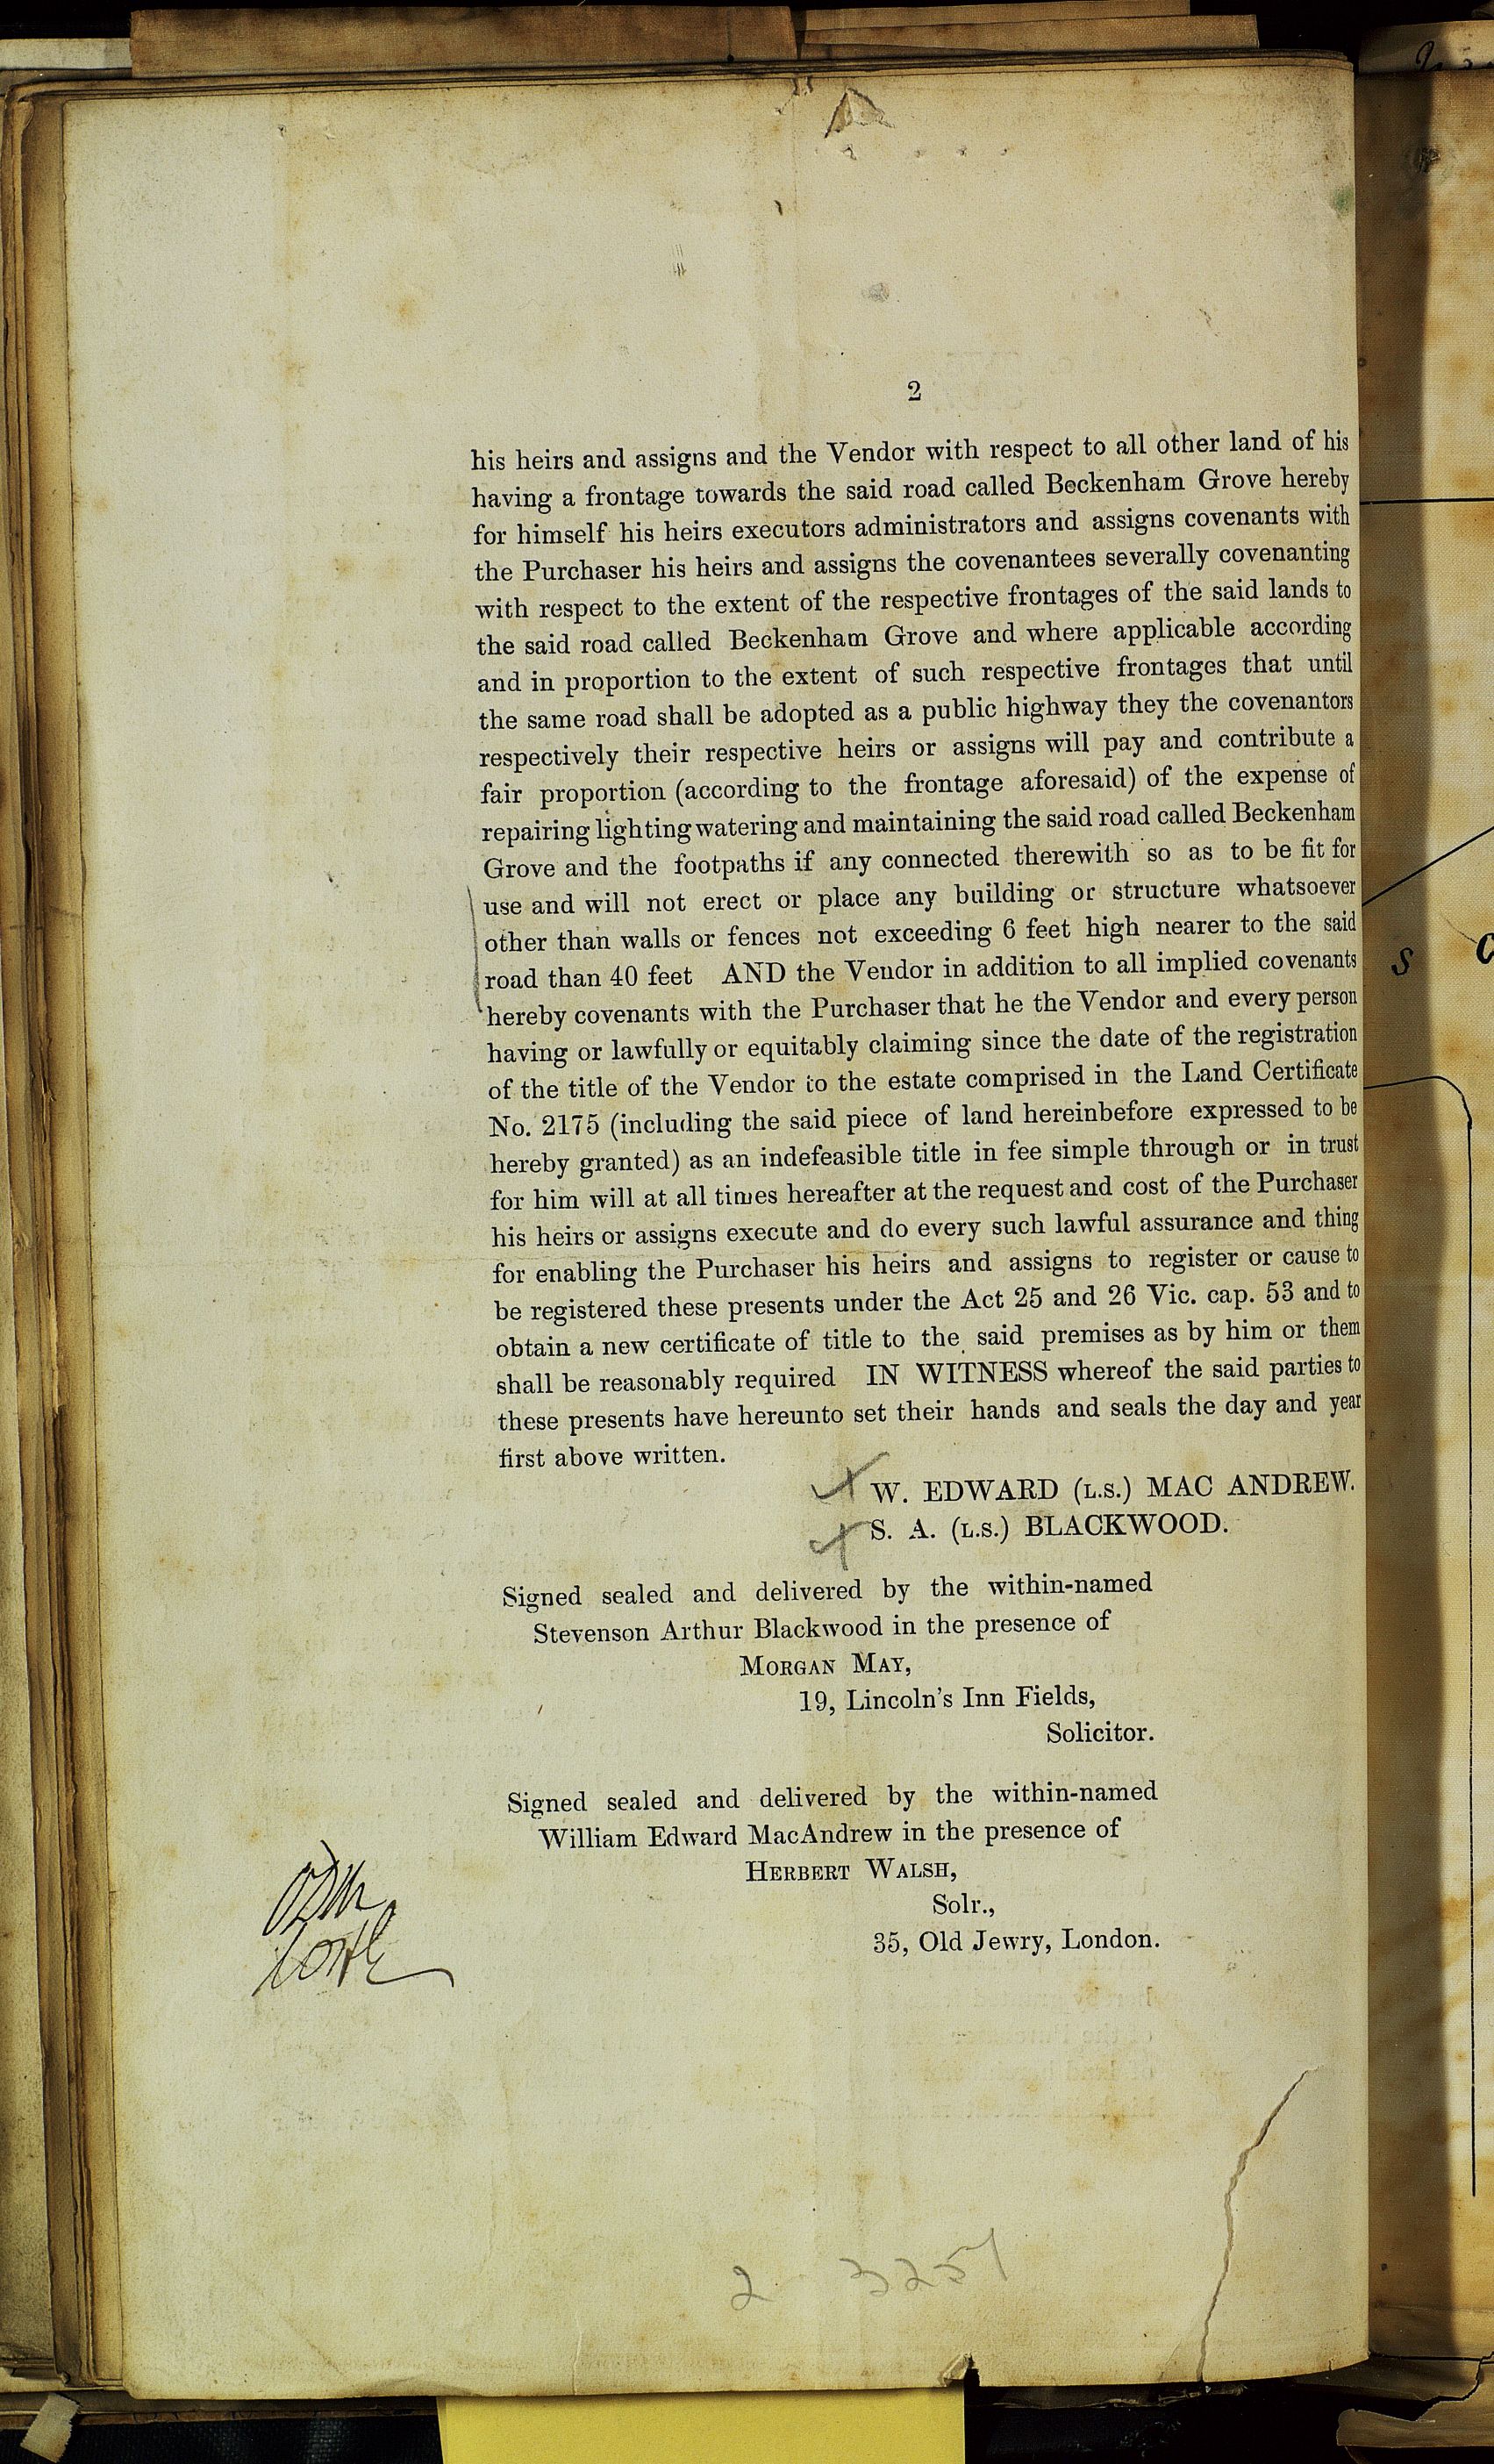 2
his heirs and assigns and the Vendor with respect to all other land of his
having a frontage towards the said road called Beckenham Grove hereby
for himself his heirs executors administrators and assigns covenants with
the Purchaser his heirs and assigns the covenantees severally covenanting
with respect to the extent of the respective frontages of the said lands to
the said road called Beckenham Grove and where applicable according
and in proportion to the extent of such respective frontages that until
the same road shall be adopted as a public highway they the covenantors
respectively their respective heirs or assigns will pay and contribute a
fair proportion (according to the frontage aforesaid) of the expense of
repairing lighting watering and maintaining the said road called Beckenham
Grove and the footpaths if any connected therewith so as to be fit for
use and will not erect or place any building or structure whatsoever
other than walls or fences not exceeding 6 feet high nearer to the said
road than 40 feet AND the Vendor in addition to all implied covenants
hereby covenants with the Purchaser that he the Vendor and every person
having or lawfully or equitably claiming since the date of the registration
of the title of the Vendor to the estate comprised in the Land Certificate
No. 2175 (including the said piece of land hereinbefore expressed to be
hereby granted) as an indefeasible title in fee simple through or in trust
for him will at all times hereafter at the request and cost of the Purchaser
his heirs or assigns execute and do every such lawful assurance and thing
for enabling the Purchaser his heirs and assigns to register or cause to
be registered these presents under the Act 25 and 26 Vic. cap. 53 and to
obtain a new certificate of title to the said premises as by him or them
shall be reasonably required IN WITNESS whereof the said parties to
these presents have hereunto set their hands and seals the day and year
first above written.
W. EDWARD (L.S.) MAC ANDREW.
S. A. (L.S.) BLACKWOOD.
Signed sealed and delivered by the within-named
Stevenson Arthur Blackwood in the presence of
MORGAN MAY,
19, Lincoln's Inn Fields,
Solicitor.
Signed sealed and delivered by the within-named
William Edward MacAndrew in the presence of
HERBERT WALSH,
Solr.,
35, Old Jewry, London.
2 3251
s c